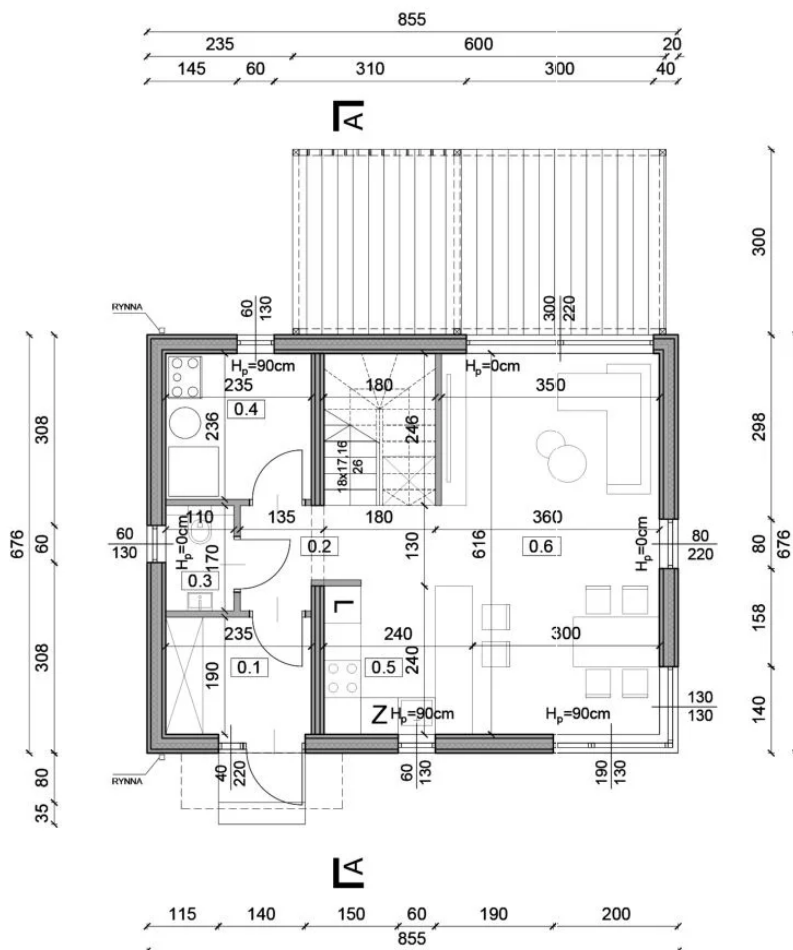 855
235 600 20
145 60 310 300 40
A
300
RYNNA
60
130
300
220
Hp=90cm
Hp=0cm
235 180 350
0.4
236
246
18x17,16
26
308
298
110 135 180 360
60
130
Hp=0cm
0.2
0.6
Hp=0cm
80
220
676
60
170
130
616
80
676
0.3
L
158
235 240 300
0.1
0.5
190
240
308
130
130
140
Z
Hp=90cm
Hp=90cm
RYNNA
40
220
60
130
190
130
80
35
A
115 140 150 60 190 200
855